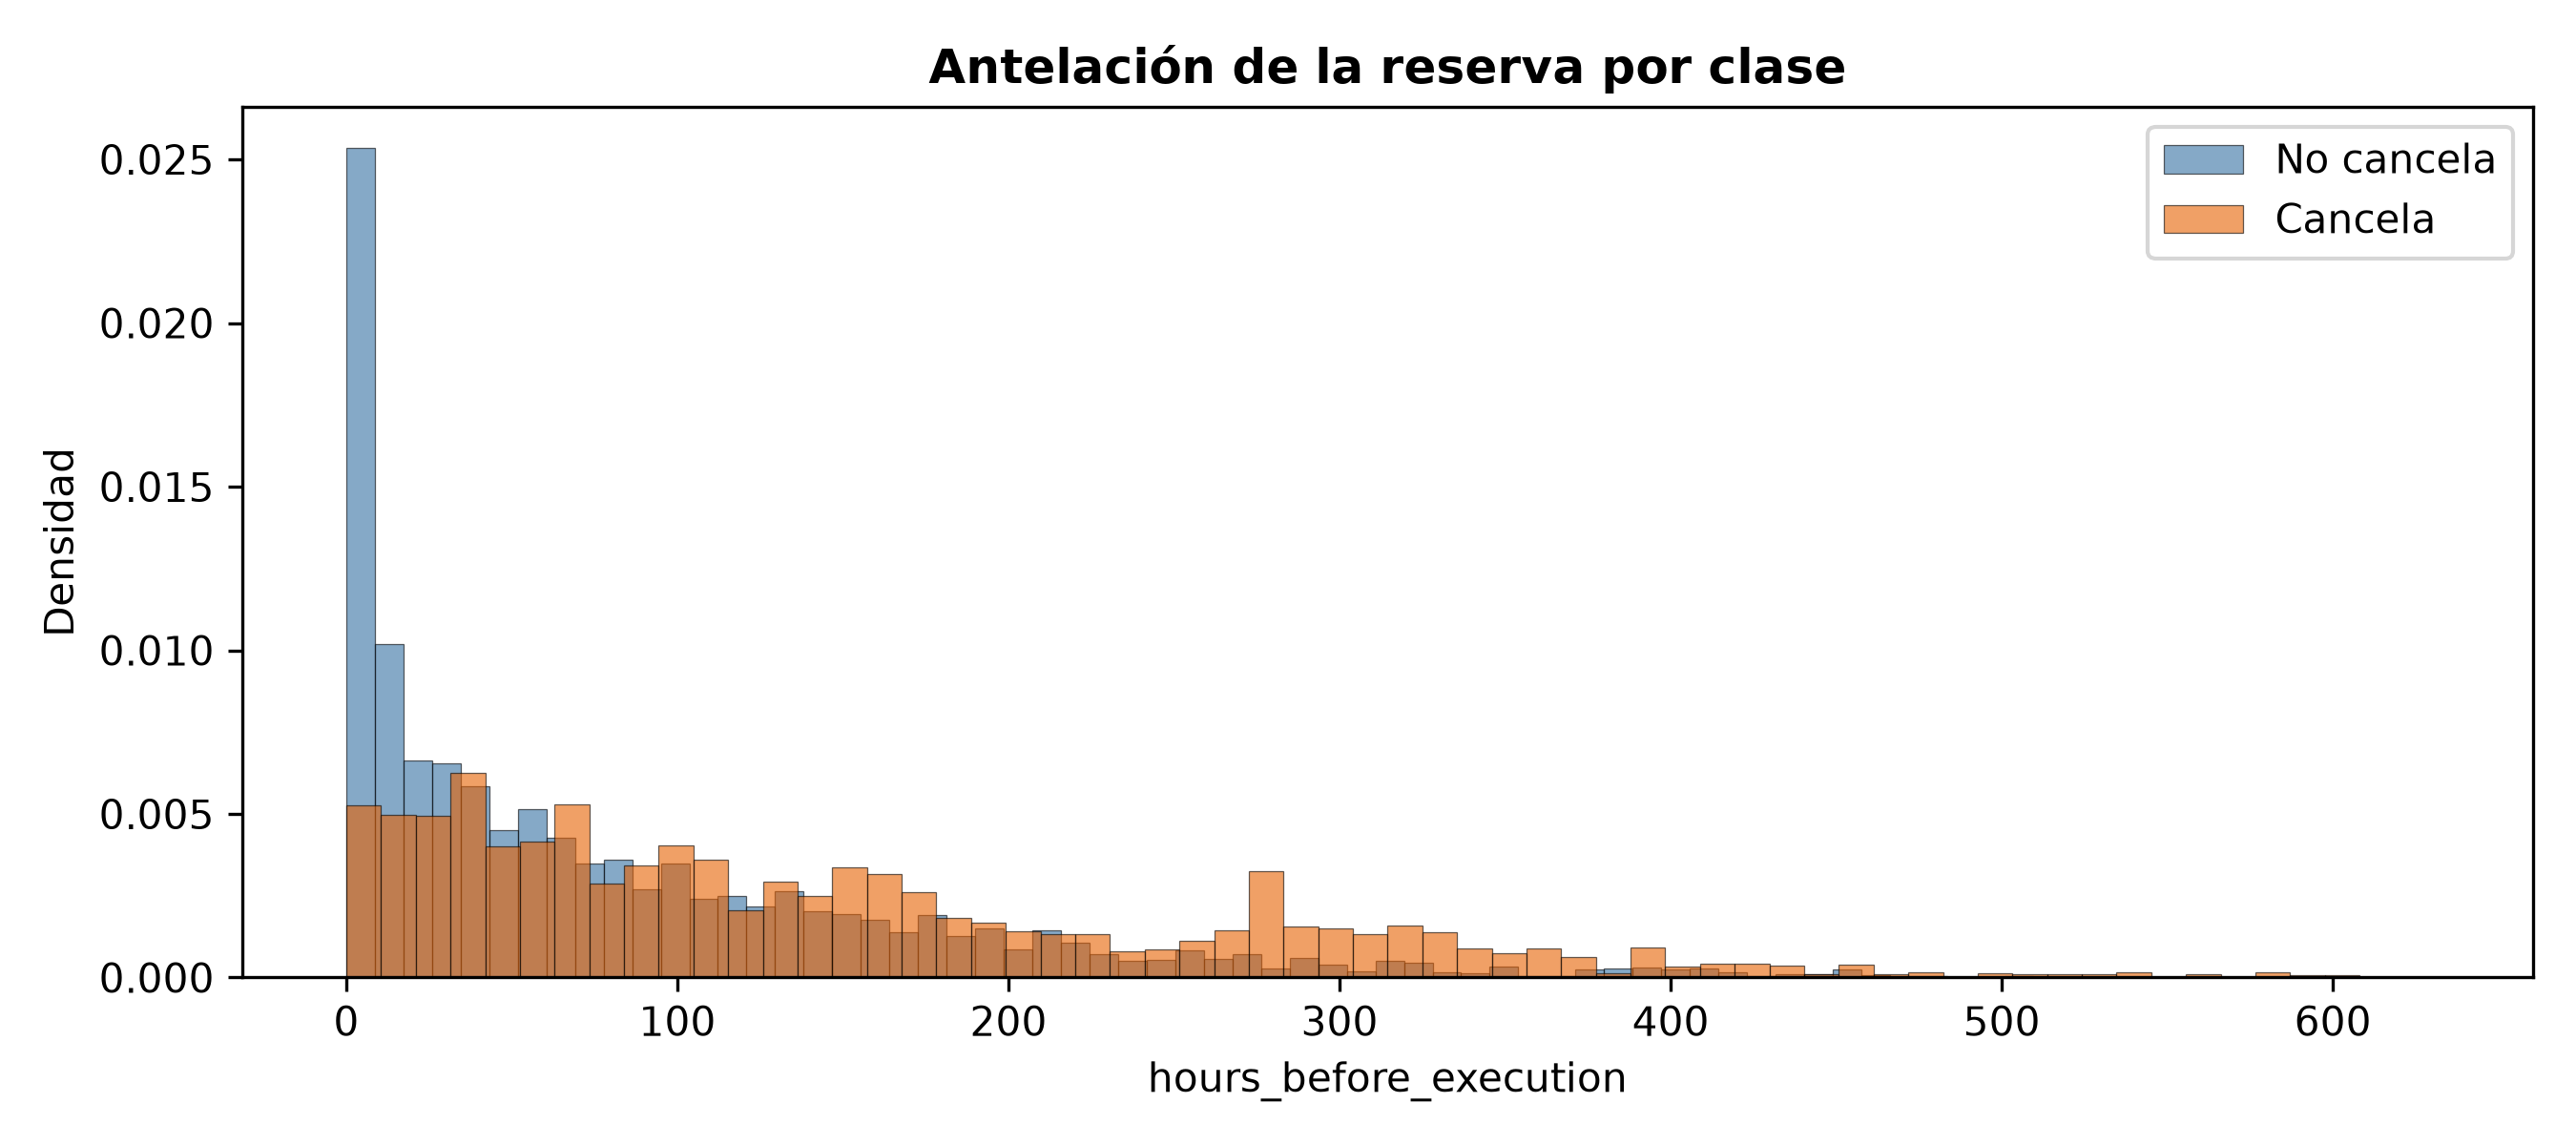 Antelación de la reserva por clase
No cancela
Cancela
Densidad
0.025
0.020
0.015
0.010
0.005
0.000
0 100 200 300 400 500 600
hours_before_execution